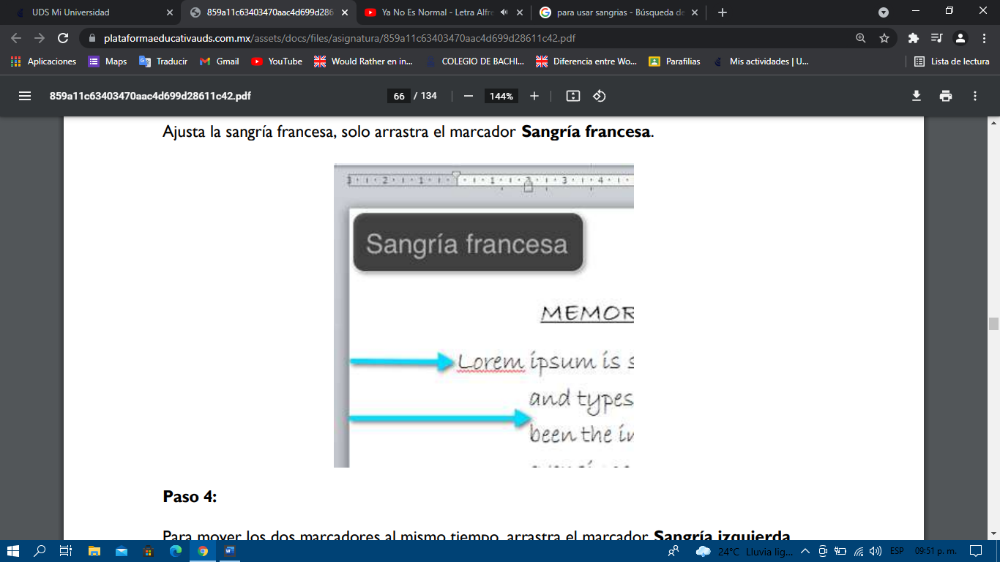 UDS Mi Universidad
859a11c63403470aac4d699d286
Ya No Es Normal - Letra Alfre
para usar sangrias - Búsqueda de
plataformaeducativauds.com.mx/assets/docs/files/asignatura/859a11c63403470aac4d699d28611c42.pdf
Aplicaciones Maps Traducir Gmail YouTube Would Rather en in... COLEGIO DE BACHI... Diferencia entre Wo... Parafilias Mis actividades | U... Lista de lectura
859a11c63403470aac4d699d28611c42.pdf 66 / 134 144%
Ajusta la sangría francesa, solo arrastra el marcador Sangría francesa.
3 2 1 1 2 3 4
Sangría francesa
MEMOR
Lorem ipsum is s
and types
been the in
Paso 4:
Para mover los dos marcadores al mismo tiempo, arrastra el marcador Sangría izquierda
24°C Lluvia lig... ESP 09:51 p. m.